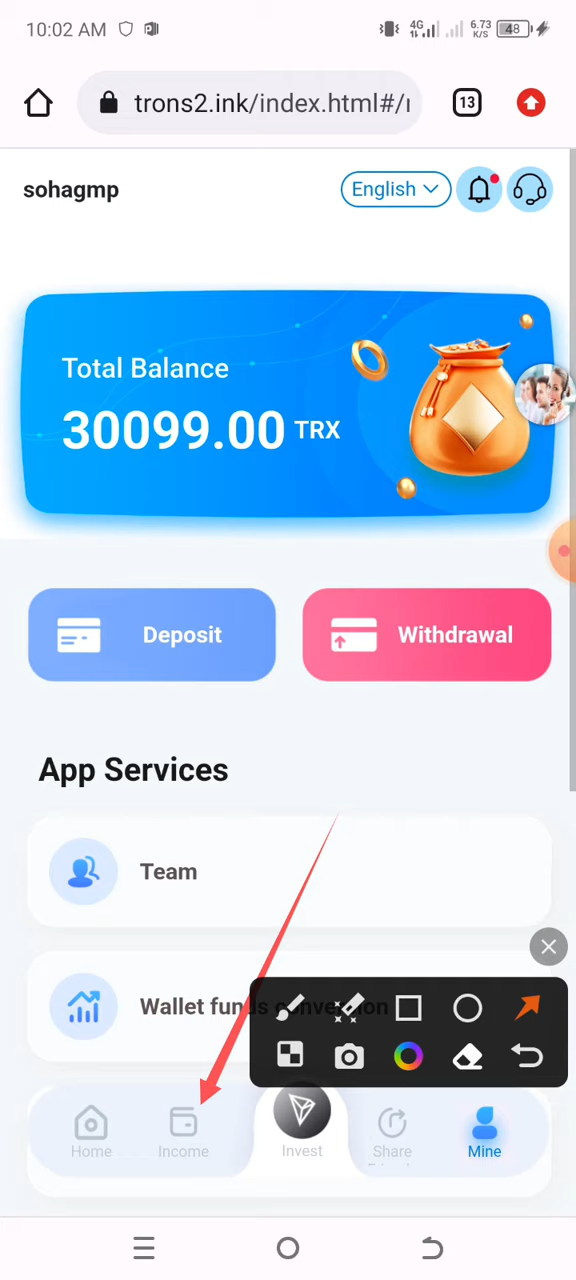 10:02 AM
4G
6.73
K/S
48
trons2.ink/index.html#/
13
sohagmp
English
Total Balance
30099.00 TRX
Deposit
Withdrawal
App Services
Team
Wallet funds conversion
Home
Income
Invest
Share
Mine